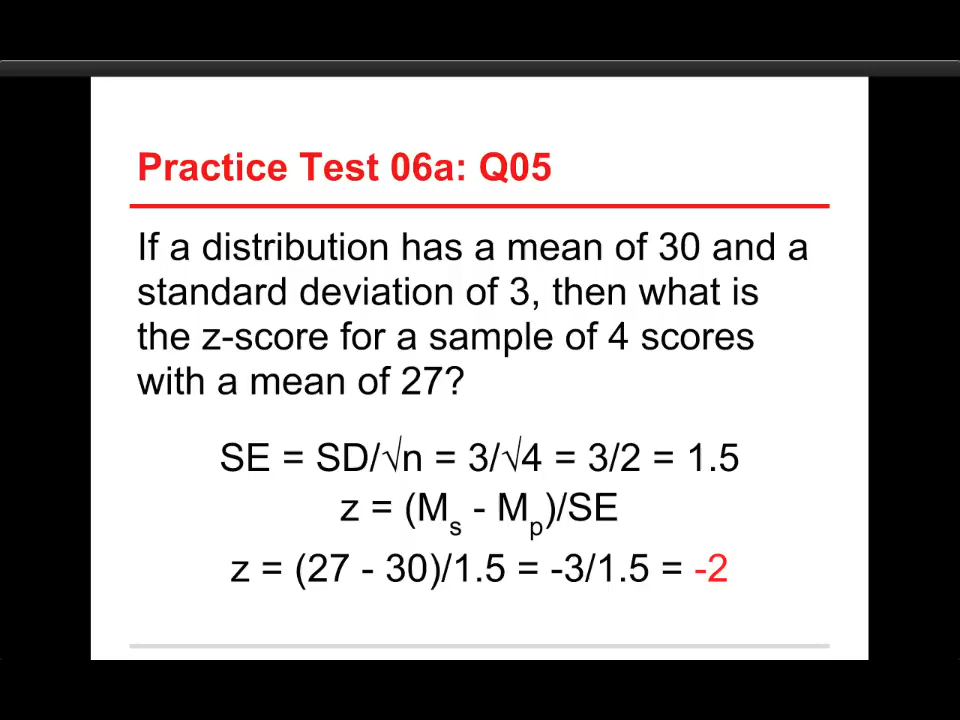 Practice Test 06a: Q05
If a distribution has a mean of 30 and a
standard deviation of 3, then what is
the z-score for a sample of 4 scores
with a mean of 27?
SE = SD/√n = 3/√4 = 3/2 = 1.5
z = (Ms - Mp)/SE
z = (27 - 30)/1.5 = -3/1.5 = -2